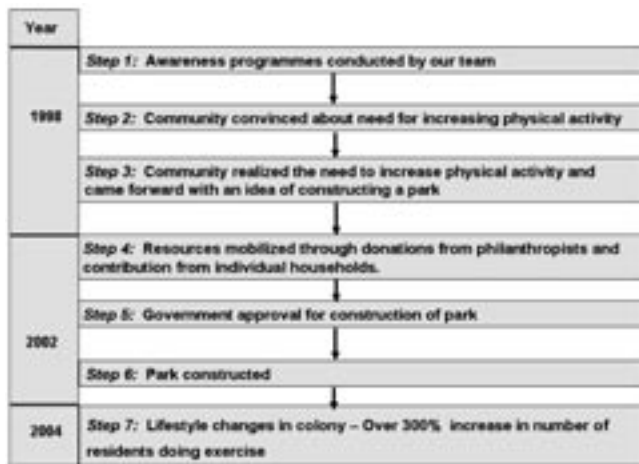 Year
1998
Step 1: Awareness programmes conducted by our team
Step 2: Community convinced about need for increasing physical activity
Step 3: Community realized the need to increase physical activity and
came forward with an idea of constructing a park
2002
Step 4: Resources mobilized through donations from philanthropists and
contribution from individual households.
Step 5: Government approval for construction of park
Step 6: Park constructed
2004
Step 7: Lifestyle changes in colony – Over 300% increase in number of
residents doing exercise